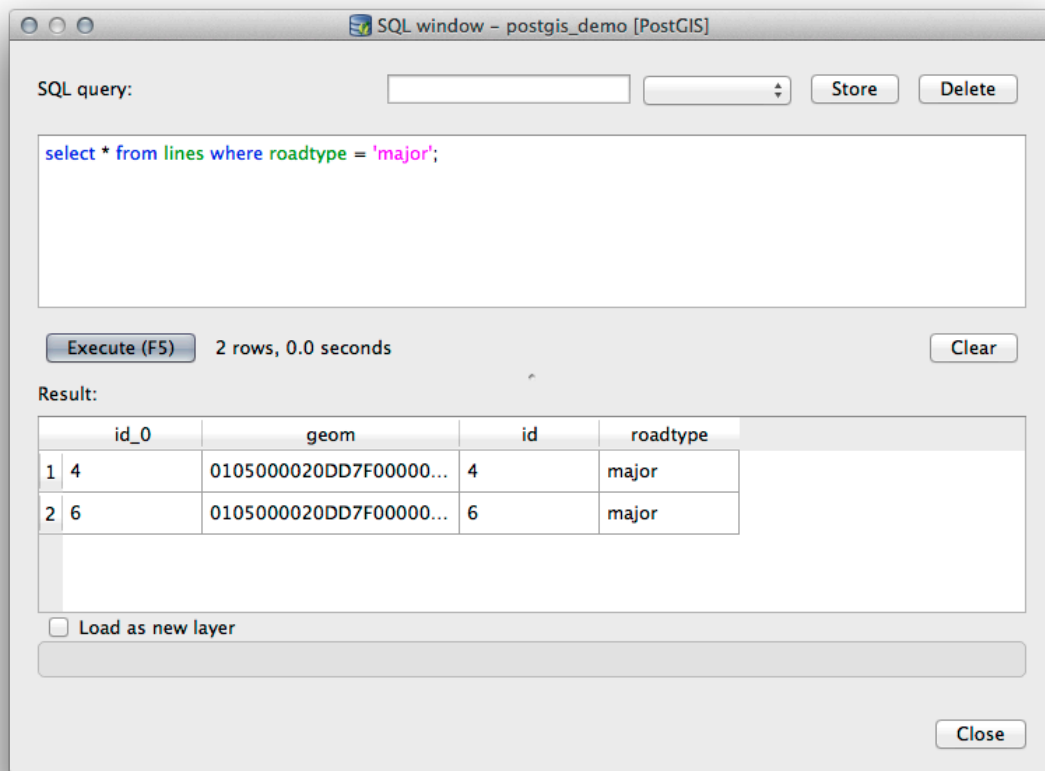 SQL window – postgis_demo [PostGIS]
SQL query: Store Delete
select * from lines where roadtype = 'major';
Execute (F5) 2 rows, 0.0 seconds Clear
Result:
id_0 geom id roadtype
1 4 0105000020DD7F00000... 4 major
2 6 0105000020DD7F00000... 6 major
Load as new layer
Close